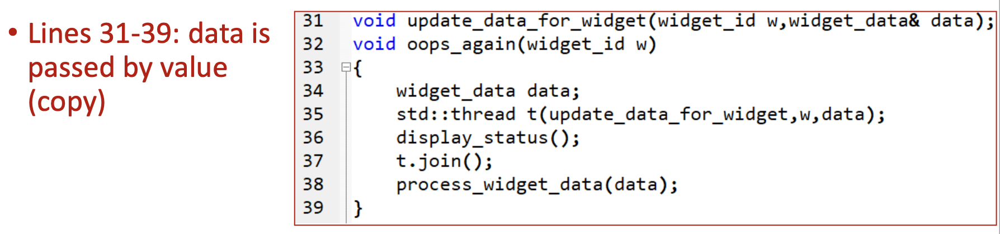 • Lines 31-39: data is
passed by value
(copy)
31 void update_data_for_widget(widget_id w,widget_data& data);
32 void oops_again(widget_id w)
33 {
34 widget_data data;
35 std::thread t(update_data_for_widget,w,data);
36 display_status();
37 t.join();
38 process_widget_data(data);
39 }